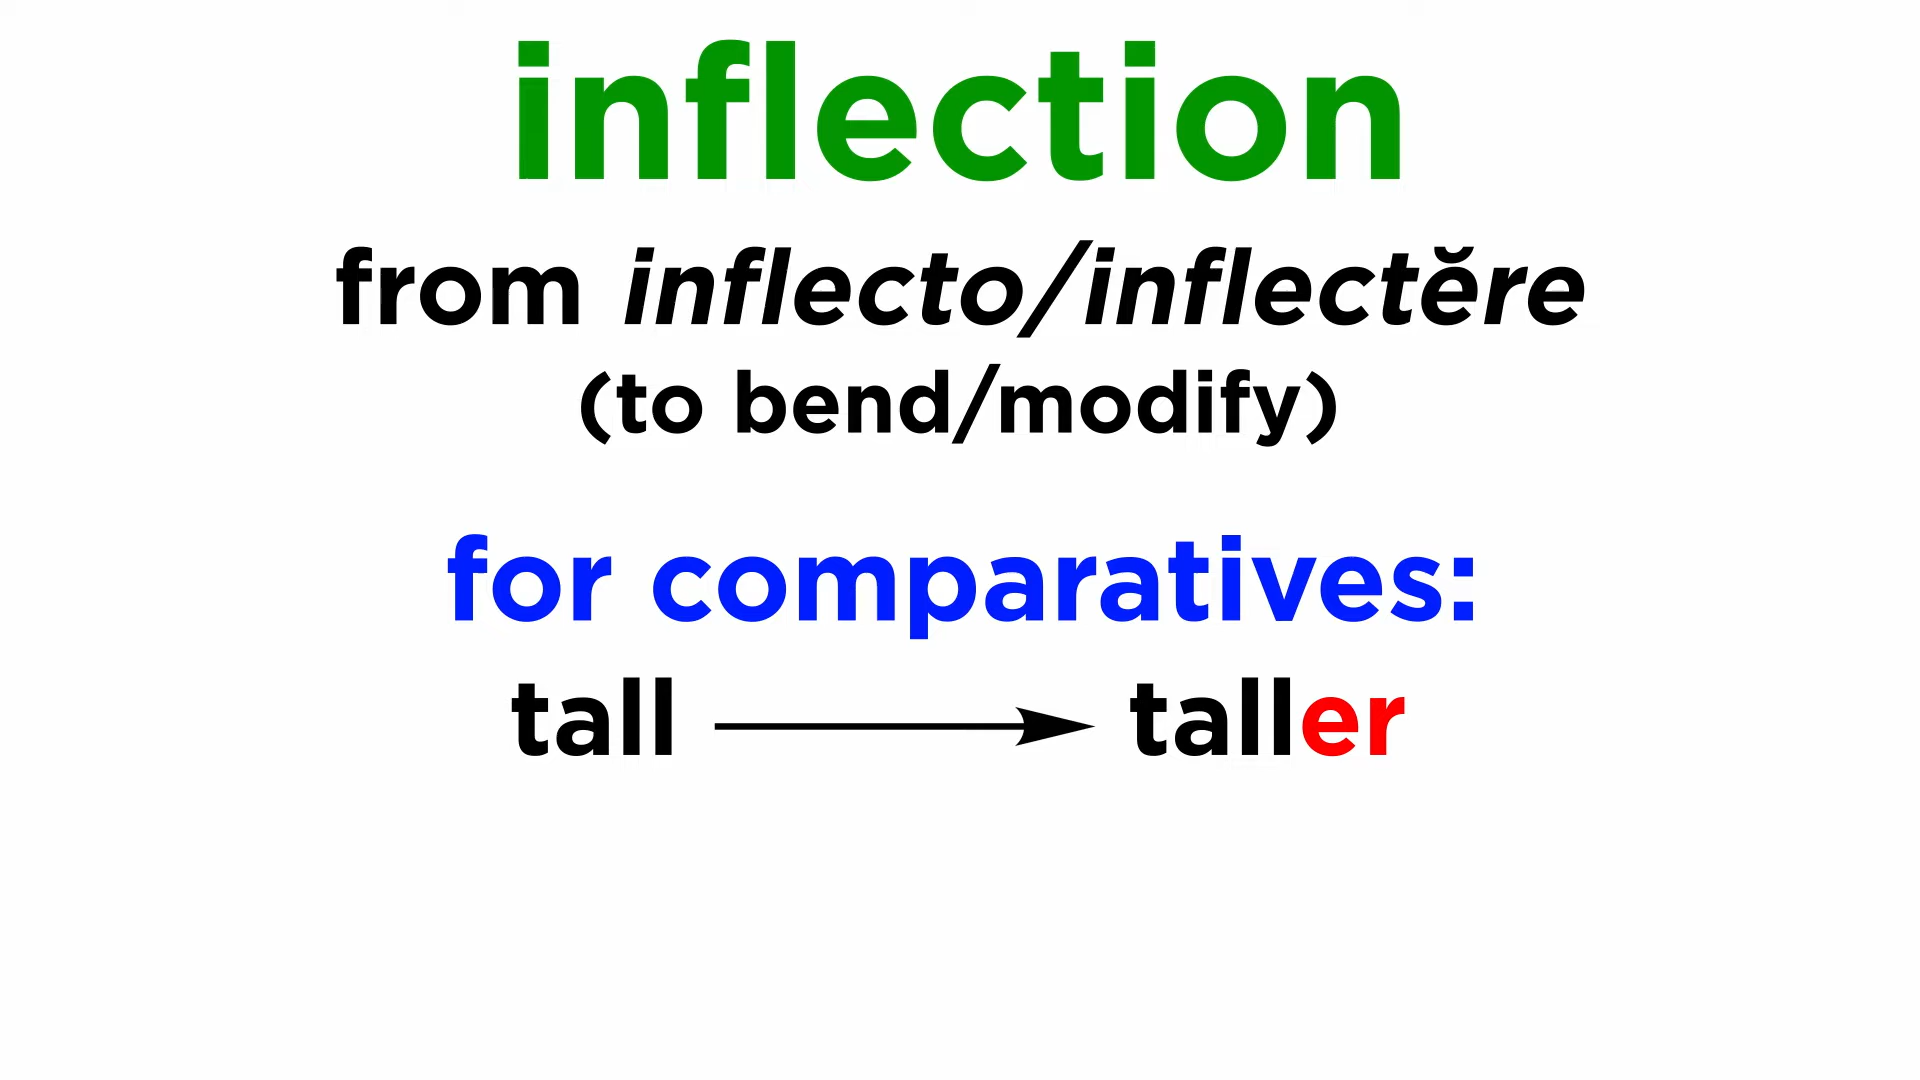 inflection
from inflecto/inflectĕre
(to bend/modify)
for comparatives:
tall taller